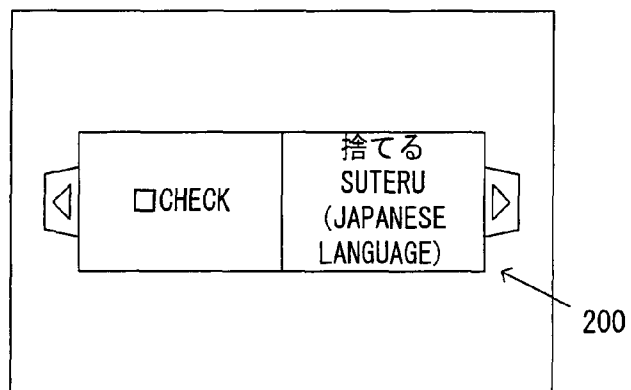 □CHECK
捨てる
SUTERU
(JAPANESE
LANGUAGE)
200